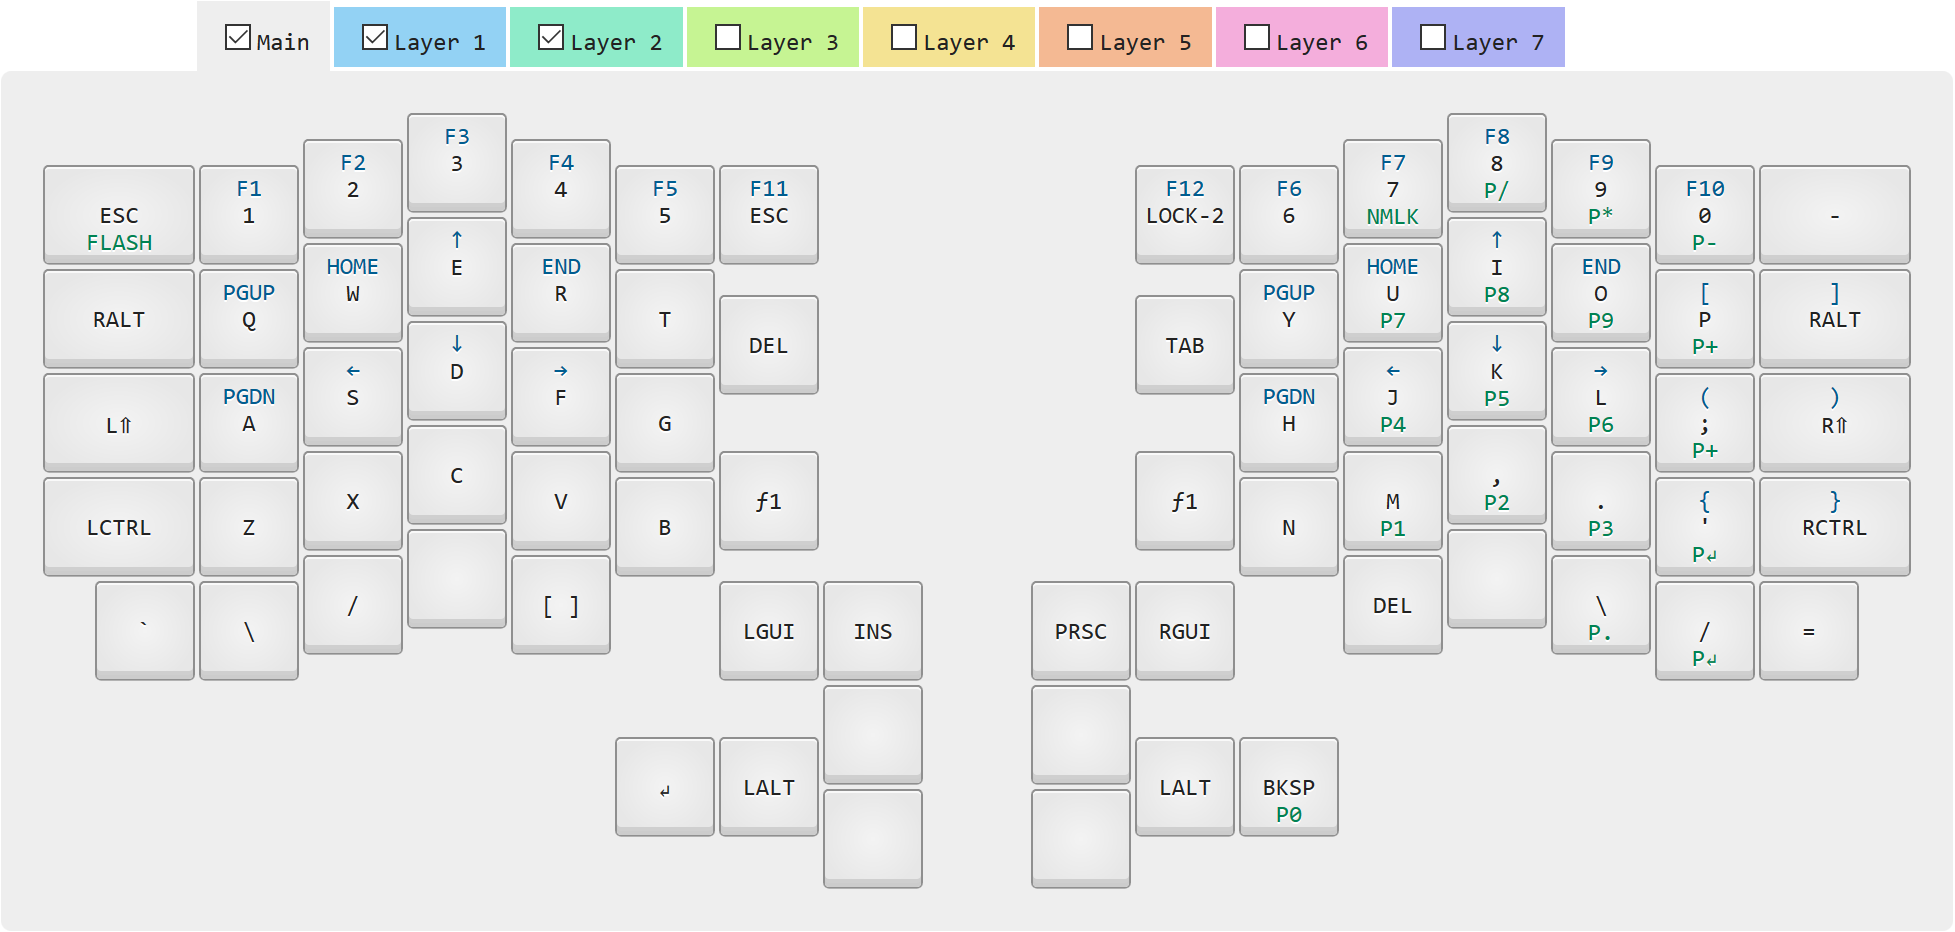 Main Layer 1 Layer 2 Layer 3 Layer 4 Layer 5 Layer 6 Layer 7
F3
3
F8
8
P/
F2
2
F4
4
F7
7
NMLK
F9
9
P*
ESC
FLASH
F1
1
F5
5
F11
ESC
F12
LOCK-2
F6
6
F10
0
P-
-
↑
E
↑
I
P8
HOME
W
END
R
HOME
U
P7
END
O
P9
RALT
PGUP
Q
T
DEL
TAB
PGUP
Y
[
P
P+
]
RALT
↓
D
↓
K
P5
←
S
→
F
←
J
P4
→
L
P6
L⇧
PGDN
A
G
PGDN
H
(
;
P+
)
R⇧
C
,
P2
X
V
ƒ1
ƒ1
M
P1
.
P3
LCTRL
Z
B
N
{
'
P↲
}
RCTRL
/
[ ]
DEL
\
P.
`
\
LGUI
INS
PRSC
RGUI
/
P↲
=
↲
LALT
LALT
BKSP
P0